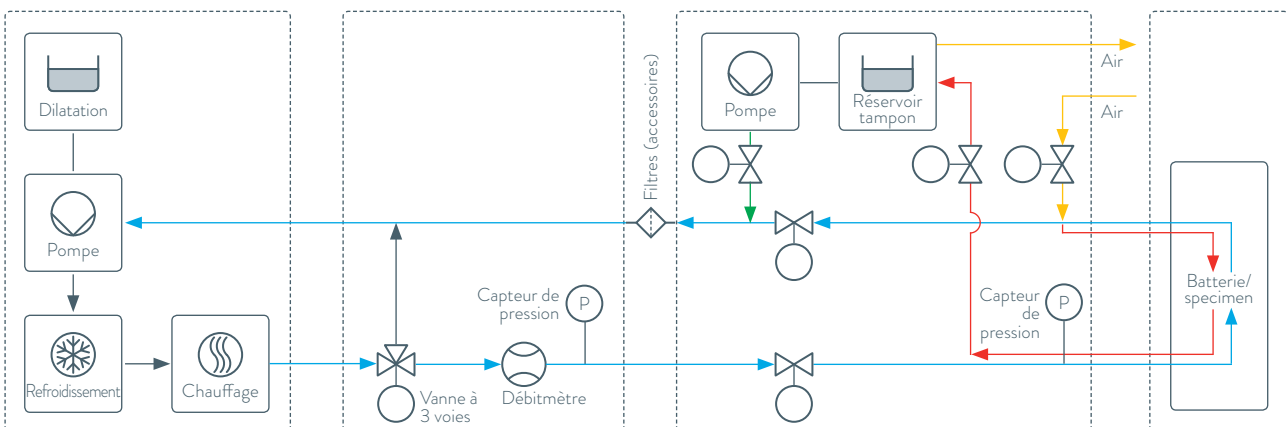 Dilatation
Pompe
Refroidissement
Chauffage
Vanne à
3 voies
Débitmètre
Capteur de
pression
P
Filtres (accessoires)
Pompe
Réservoir
tampon
Air
Air
Capteur
de
pression
P
Batterie/
specimen